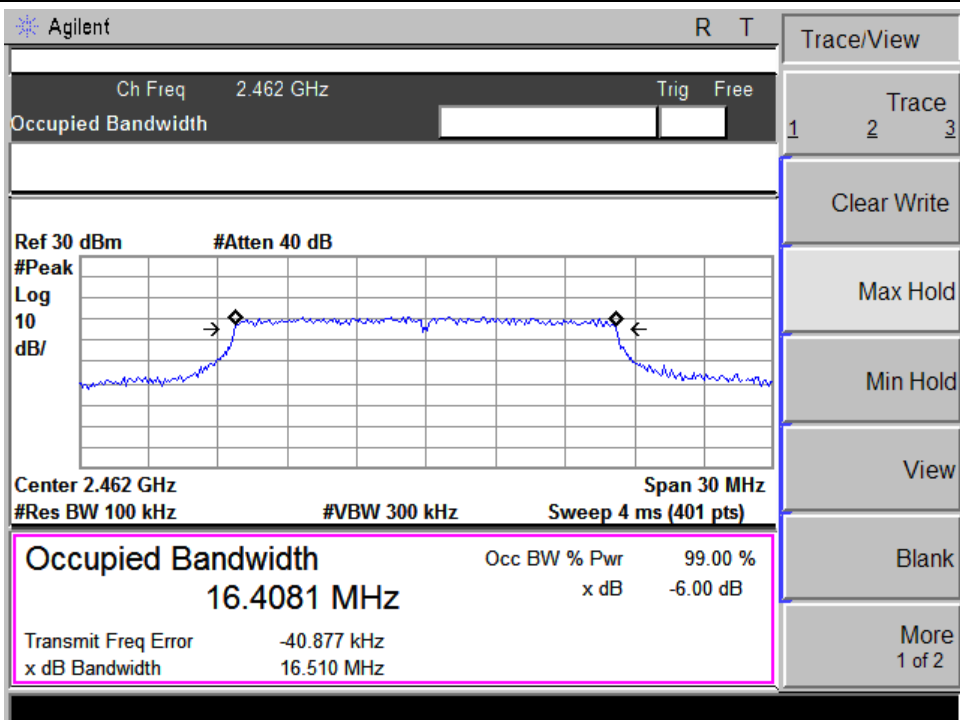 Agilent R T
Ch Freq 2.462 GHz Trig Free
Occupied Bandwidth
Ref 30 dBm #Atten 40 dB
#Peak
Log
10
dB/
Center 2.462 GHz Span 30 MHz
#Res BW 100 kHz #VBW 300 kHz Sweep 4 ms (401 pts)
Occupied Bandwidth
16.4081 MHz
Occ BW % Pwr 99.00 %
x dB -6.00 dB
Transmit Freq Error -40.877 kHz
x dB Bandwidth 16.510 MHz
Trace/View
Trace
1 2 3
Clear Write
Max Hold
Min Hold
View
Blank
More
1 of 2